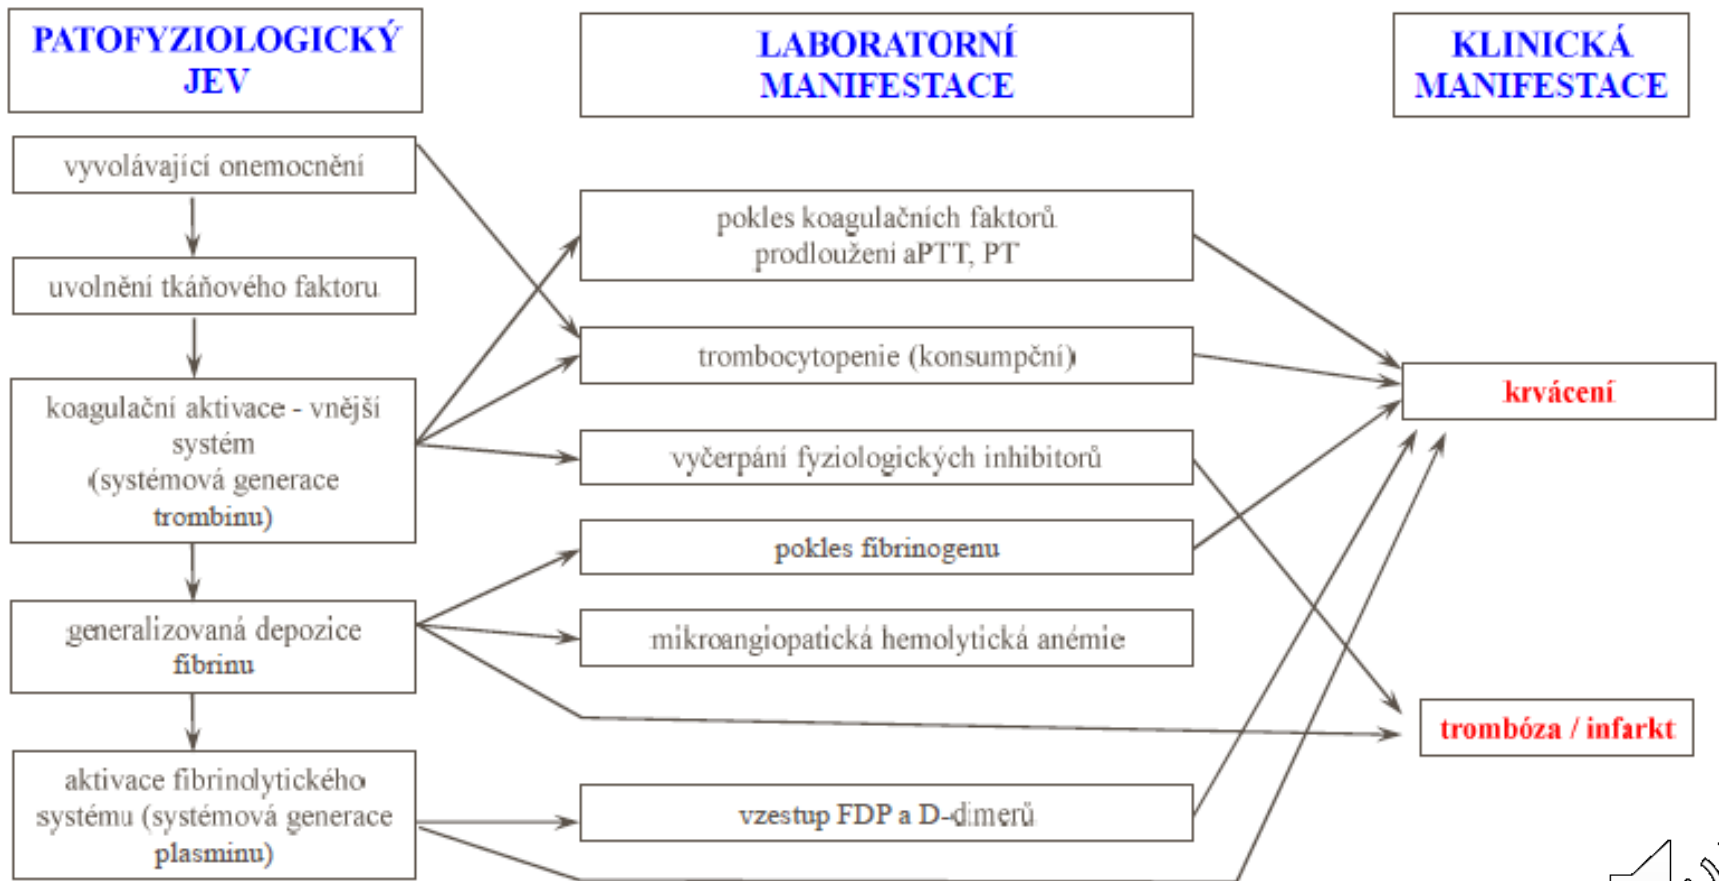 PATOFYZIOLOGICKÝ
JEV
LABORATORNÍ
MANIFESTACE
KLINICKÁ
MANIFESTACE
vyvolávající onemocnění
uvolnění tkáňového faktoru
koagulační aktivace - vnější
systém
(systémová generace
trombinu)
generalizovaná depozice
fibrinu
aktivace fibrinolytického
systému (systémová generace
plasminu)
pokles koagulačních faktorů
prodloužení aPTT, PT
trombocytopenie (konsumpční)
vyčerpání fyziologických inhibitorů
pokles fibrinogenu
mikroangiopatická hemolytická anémie
vzestup FDP a D-dimerů
krvácení
trombóza / infarkt